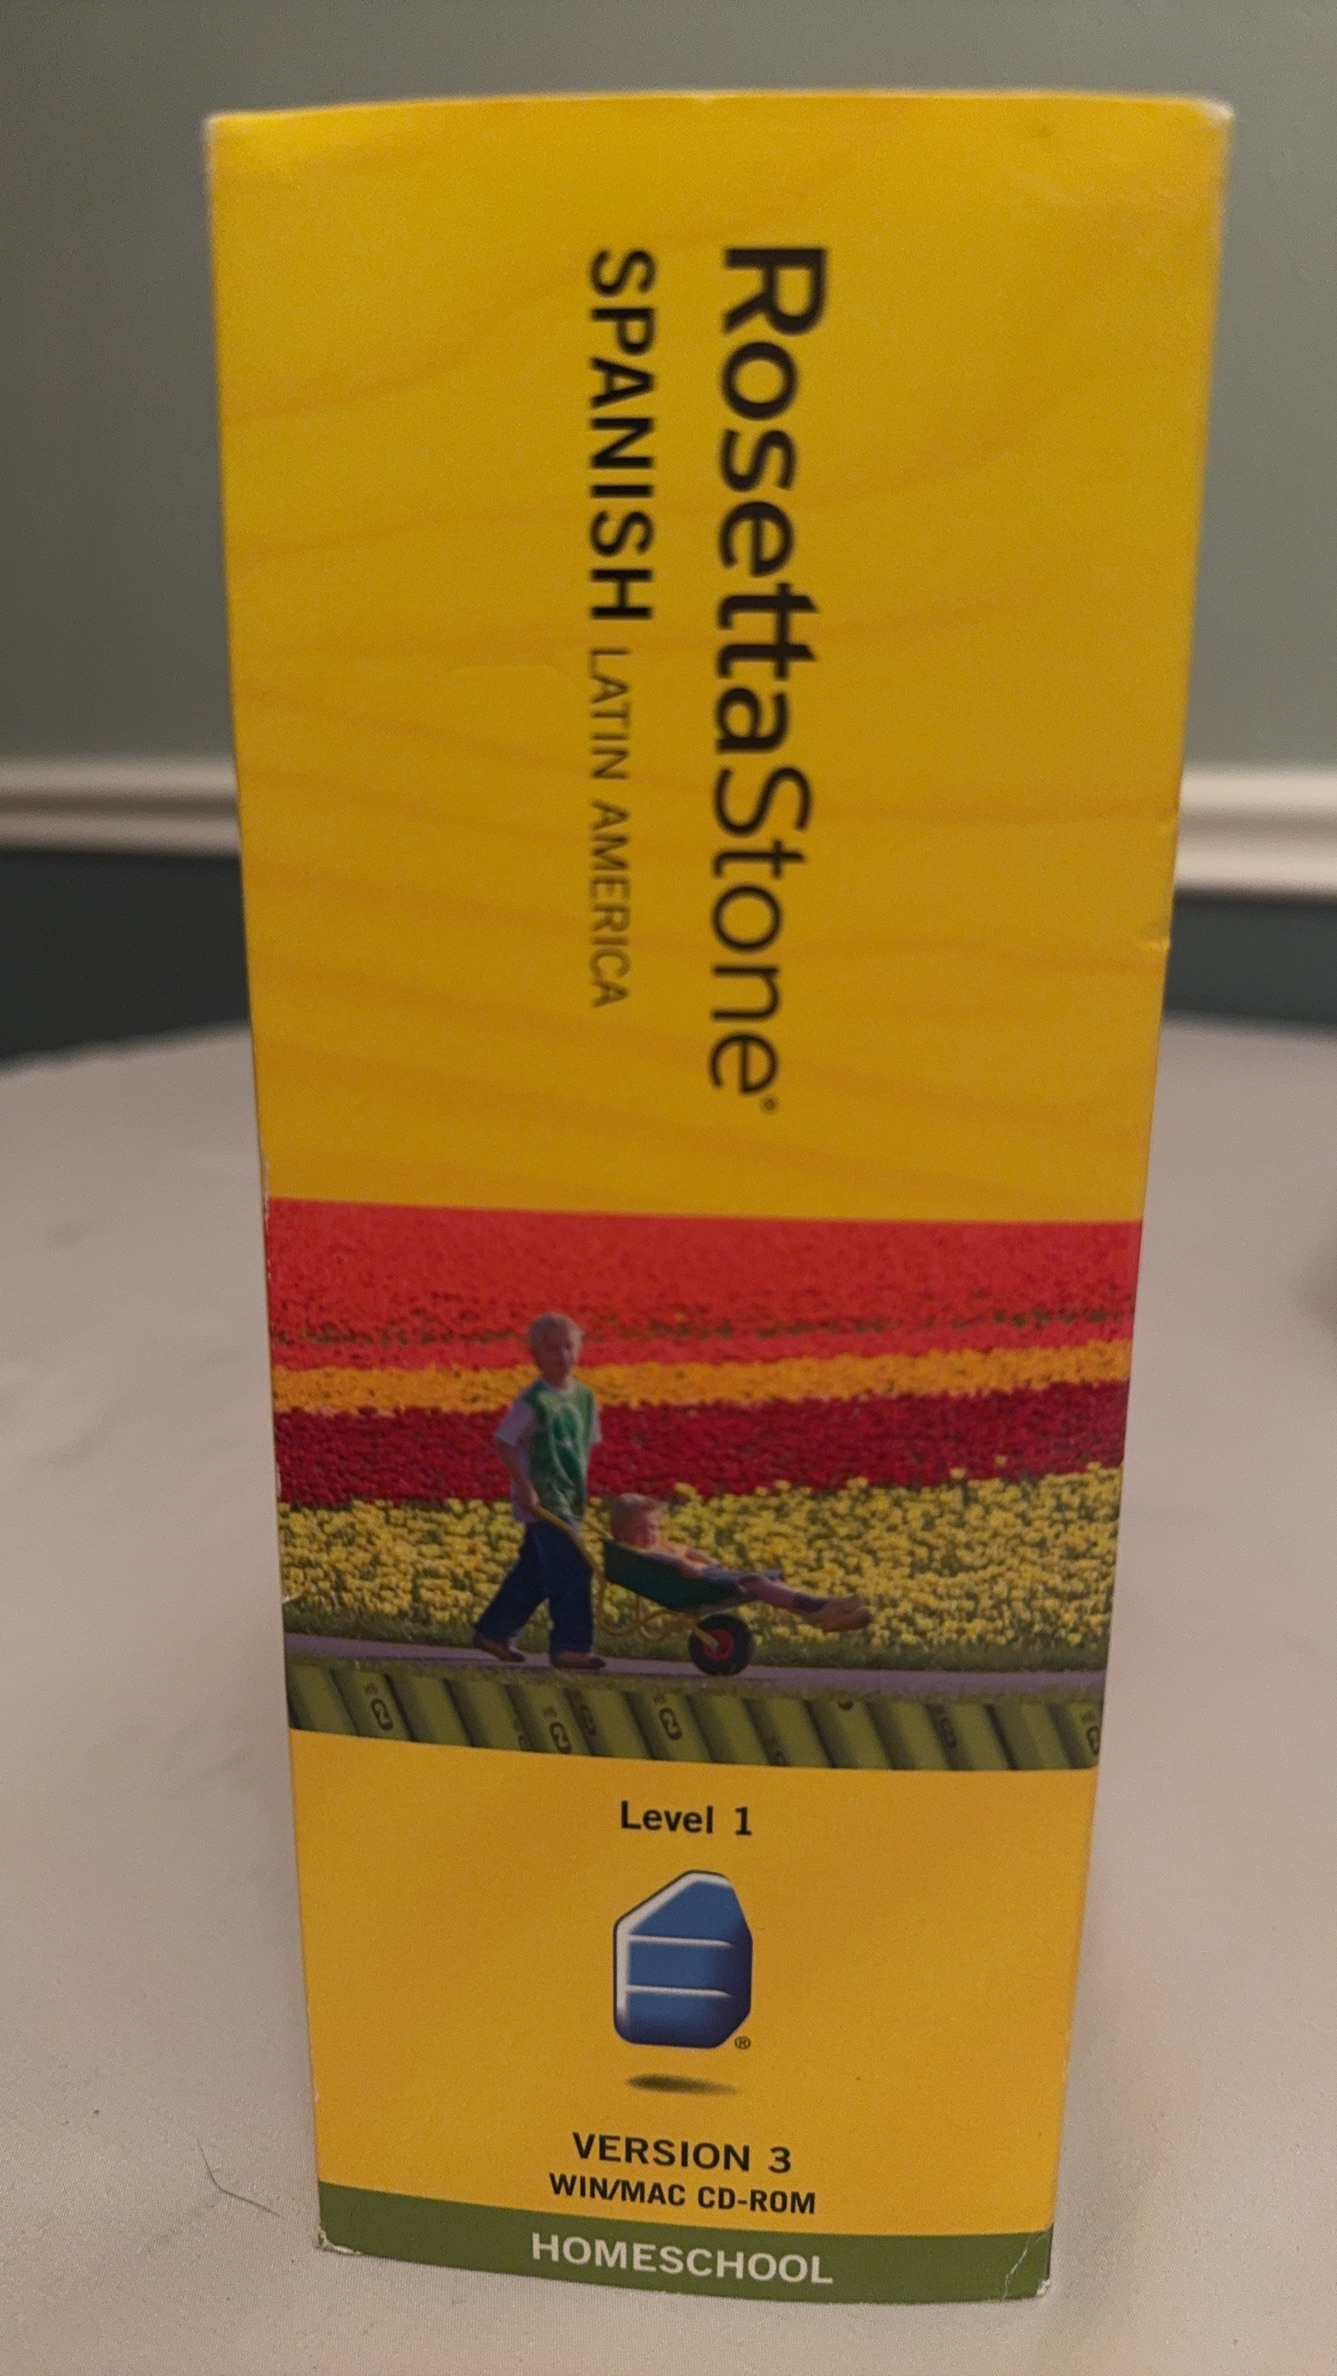 RosettaStone®
SPANISH LATIN AMERICA
Level 1
®
VERSION 3
WIN/MAC CD-ROM
HOMESCHOOL